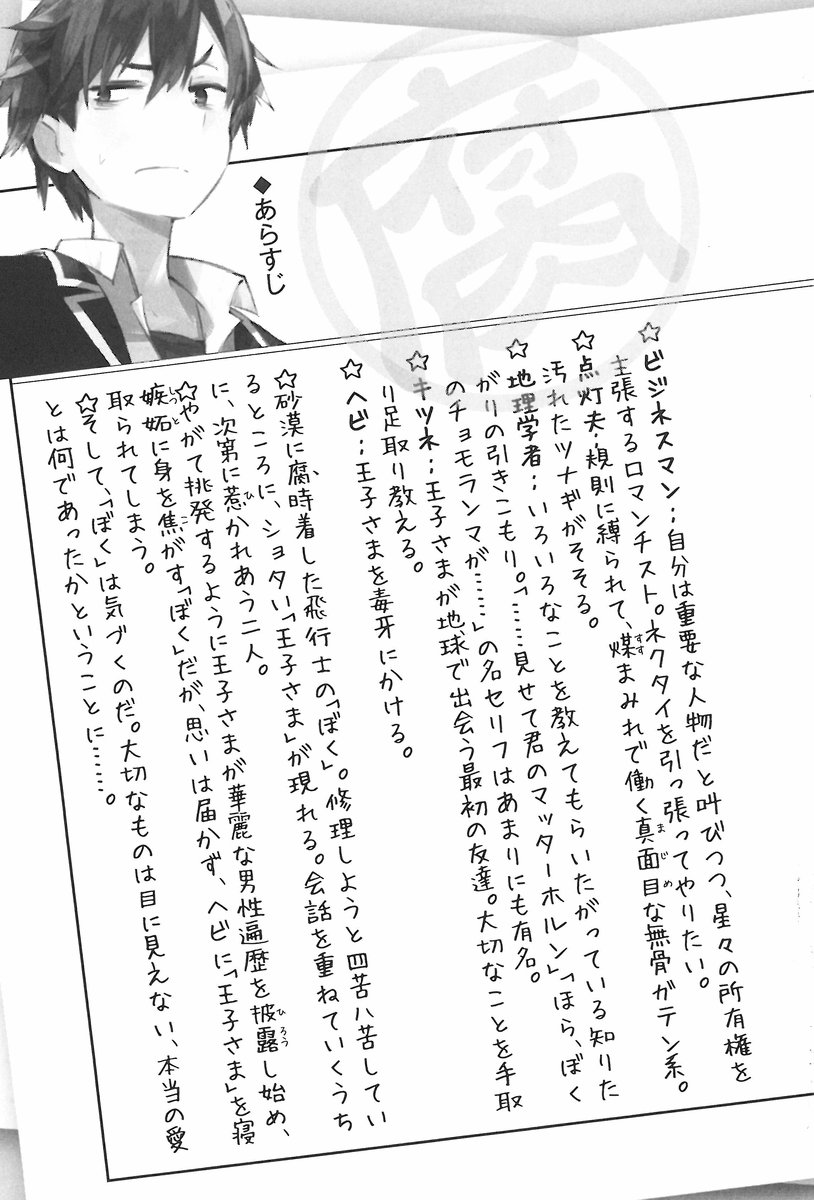 腐
◆あらすじ
☆ビジネスマン…自分は重要な人物だと叫びつつ、星々の所有権を
主張するロマンチスト。ネクタイを引っ張ってやりたい。
☆点灯夫…規則に縛られて、煤まみれで働く真面目な無骨ガテン系。
汚れたツナギがそそる。
☆地理学者…いろいろなことを教えてもらいたがっている知りた
がりの引きこもり。「……見せて君のマッターホルン」「ほら、ぼく
のチョモランマが……」の名セリフはあまりにも有名。
☆キツネ…王子さまが地球で出会う最初の友達。大切なことを手取
り足取り教える。
☆ヘビ…王子さまを毒牙にかける。
☆砂漠に腐時着した飛行士の「ぼく」。修理しようと四苦八苦してい
るところに、ショタい「王子さま」が現れる。会話を重ねていくうち
に、次第に惹かれあう二人。
☆やがて挑発するように王子さまが華麗な男性遍歴を披露し始め、
嫉妬に身を焦がす「ぼく」だが、思いは届かず、ヘビに「王子さま」を寝
取られてしまう。
☆そして、「ぼく」は気づくのだ。大切なものは目に見えない、本当の愛
とは何であったかということに……。